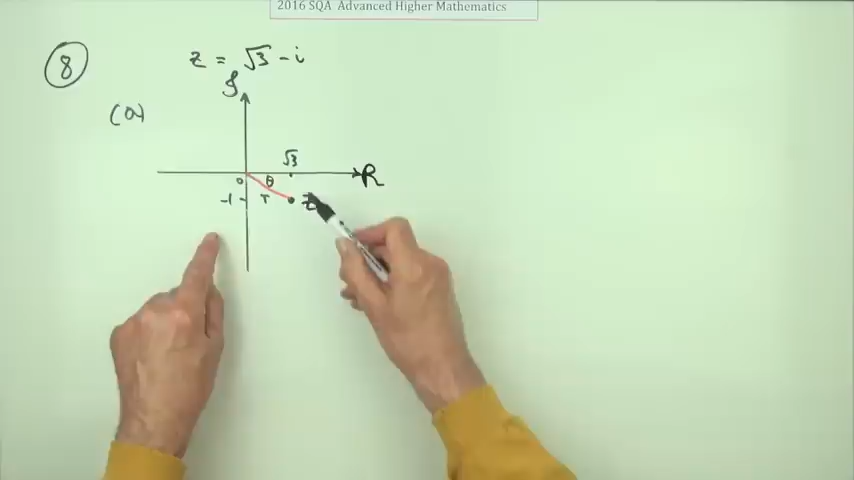 2016 SQA Advanced Higher Mathematics
8
z = √3 - i
(a)
ℑ
√3
R
0
θ
-1
r
z